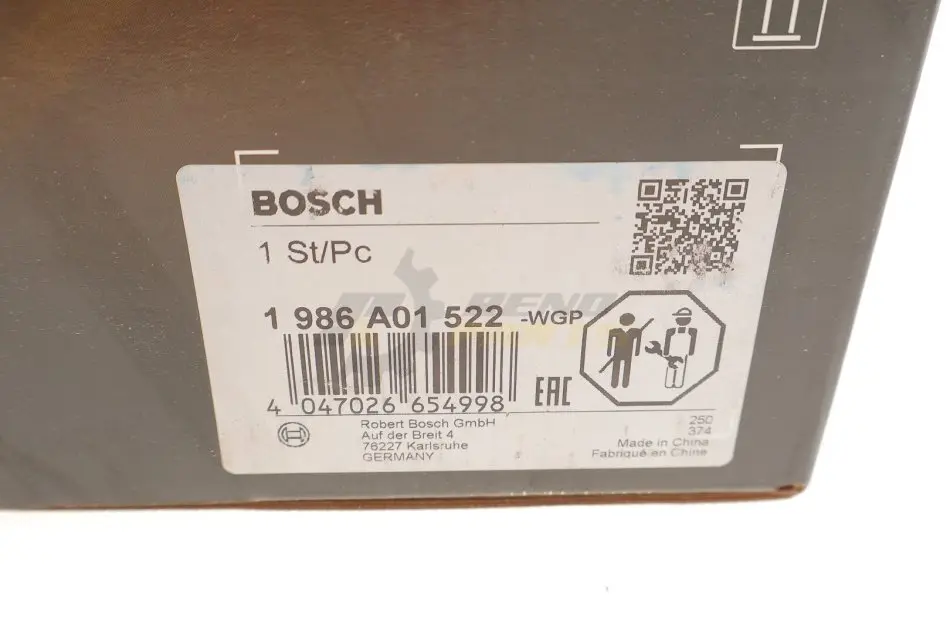 BOSCH
1 St/Pc
1 986 A01 522 -WGP
4 047026 654998
EAC
Robert Bosch GmbH
Auf der Breit 4
76227 Karlsruhe
GERMANY
250
374
Made in China
Fabriqué en Chine